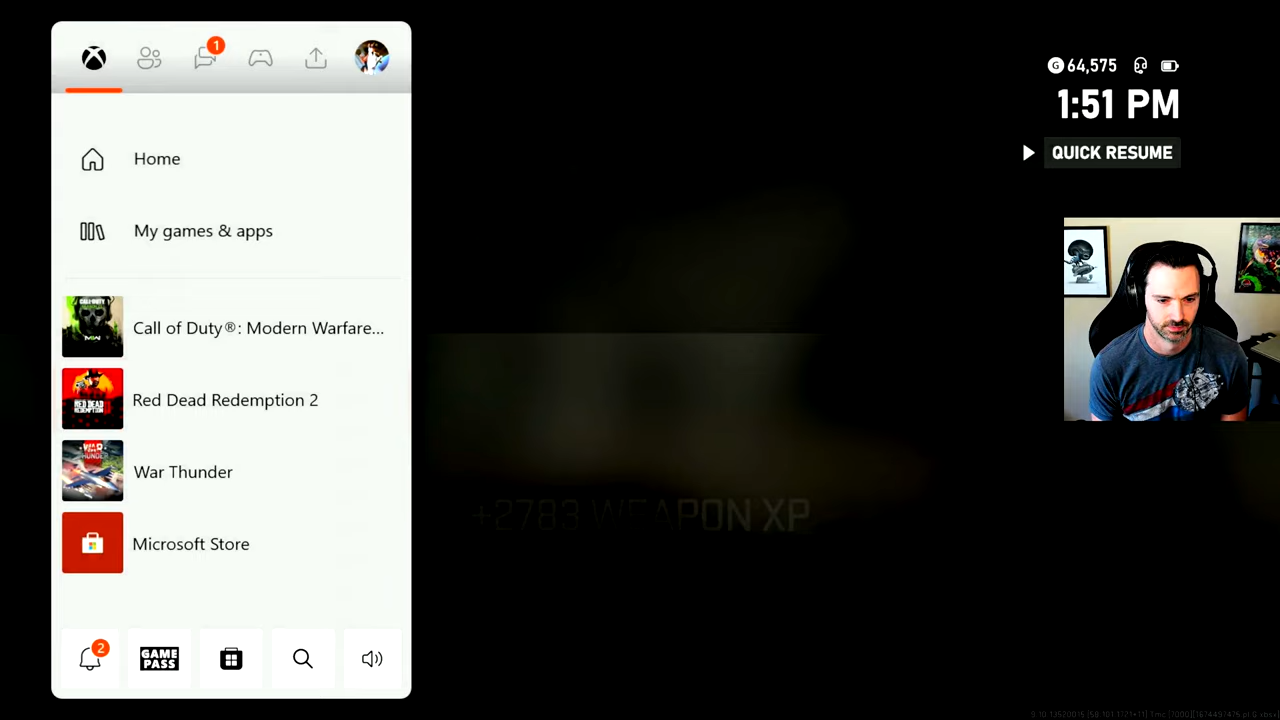 1
G 64,575
1:51 PM
QUICK RESUME
Home
My games & apps
Call of Duty®: Modern Warfare...
Red Dead Redemption 2
War Thunder
Microsoft Store
+2783 WEAPON XP
2
GAME PASS